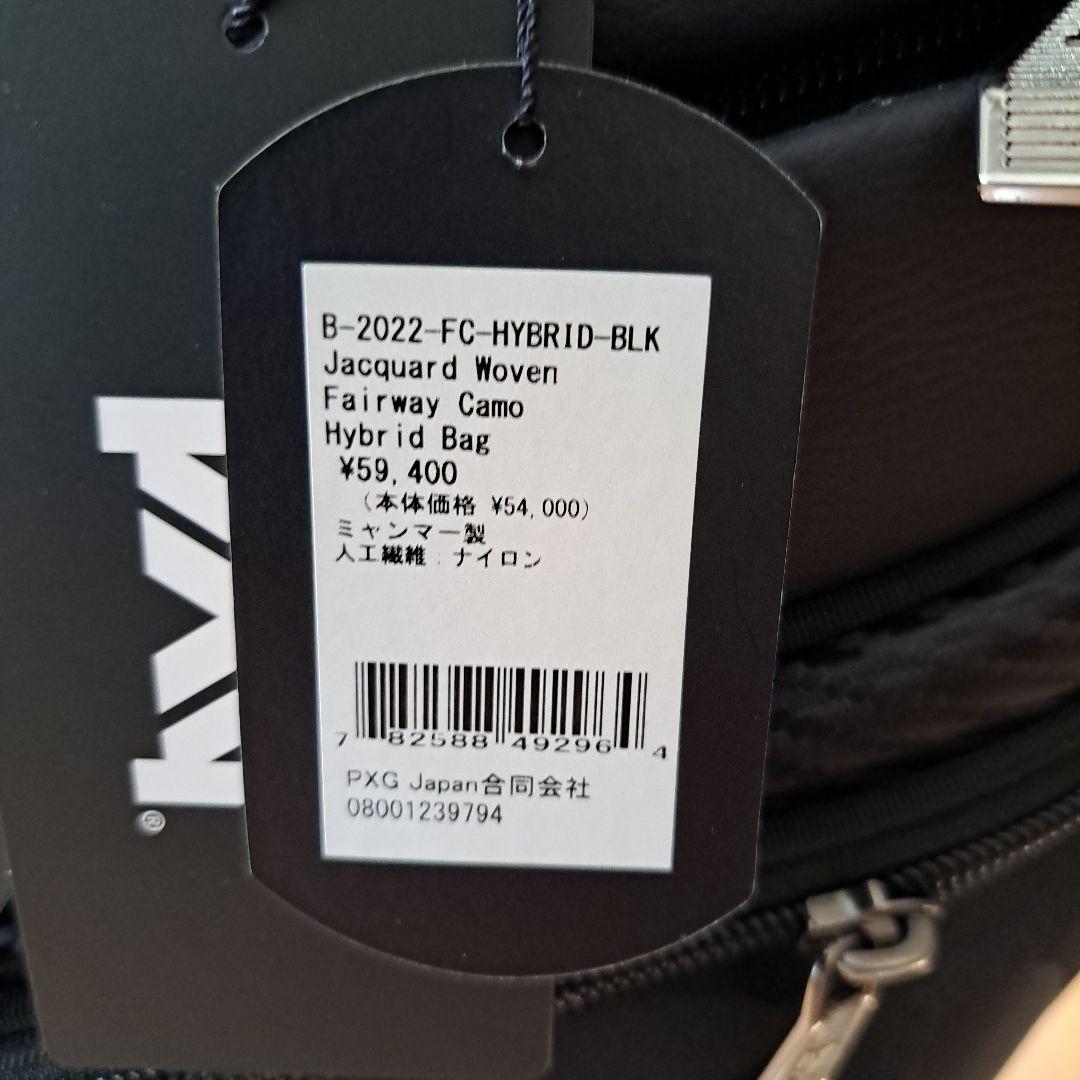 B-2022-FC-HYBRID-BLK
Jacquard Woven
Fairway Camo
Hybrid Bag
¥59,400
（本体価格 ¥54,000）
ミャンマー製
人工繊維：ナイロン
7 82588 49296 4
PXG Japan合同会社
08001239794
®